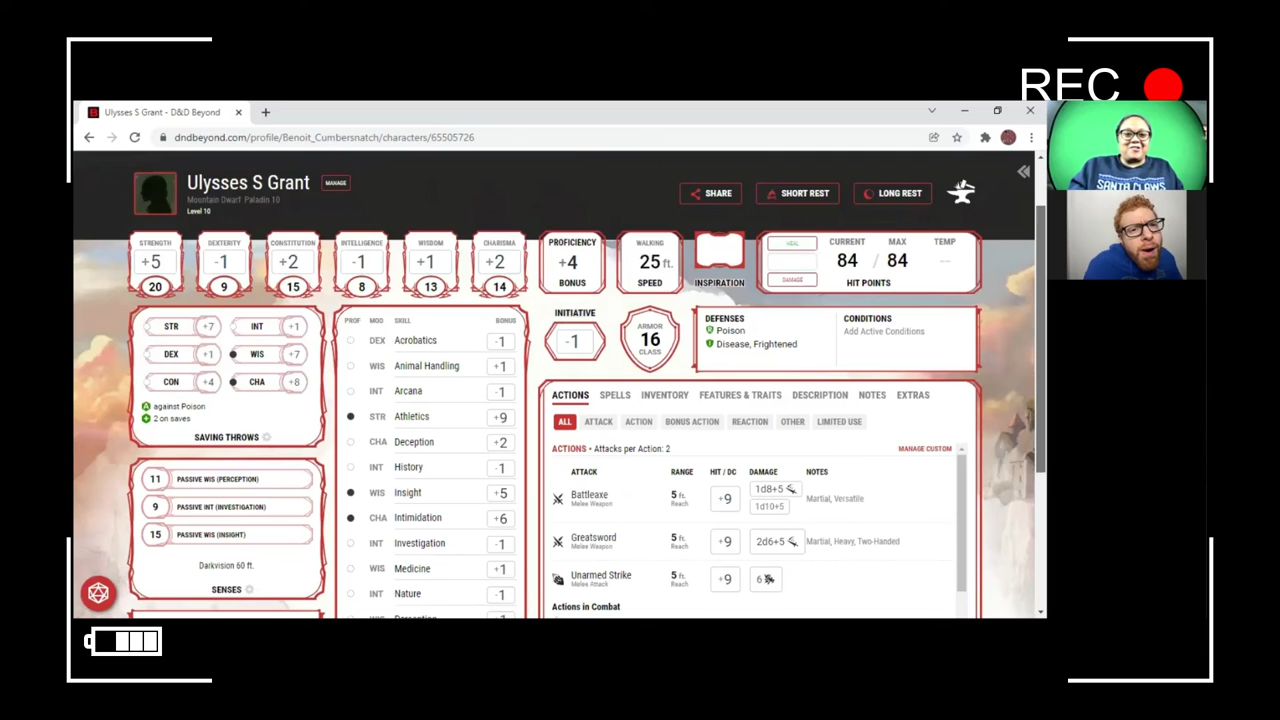 REC
Ulysses S Grant - D&D Beyond
dndbeyond.com/profile/Benoit_Cumbersnatch/characters/65505726
Ulysses S Grant
MANAGE
Mountain Dwarf Paladin 10
Level 10
SHARE
SHORT REST
LONG REST
SANTA CLAWS
STRENGTH
+5
20
DEXTERITY
-1
9
CONSTITUTION
+2
15
INTELLIGENCE
-1
8
WISDOM
+1
13
CHARISMA
+2
14
PROFICIENCY
+4
BONUS
WALKING
25 ft.
SPEED
INSPIRATION
HEAL
DAMAGE
CURRENT MAX TEMP
84 / 84 --
HIT POINTS
STR +7
INT +1
DEX +1
WIS +7
CON +4
CHA +8
against Poison
2 on saves
SAVING THROWS
11 PASSIVE WIS (PERCEPTION)
9 PASSIVE INT (INVESTIGATION)
15 PASSIVE WIS (INSIGHT)
Darkvision 60 ft.
SENSES
PROF MOD SKILL BONUS
DEX Acrobatics -1
WIS Animal Handling +1
INT Arcana -1
STR Athletics +9
CHA Deception +2
INT History -1
WIS Insight +5
CHA Intimidation +6
INT Investigation -1
WIS Medicine +1
INT Nature -1
WIS Perception +1
INITIATIVE
-1
ARMOR
16
CLASS
DEFENSES
Poison
Disease, Frightened
CONDITIONS
Add Active Conditions
ACTIONS SPELLS INVENTORY FEATURES & TRAITS DESCRIPTION NOTES EXTRAS
ALL ATTACK ACTION BONUS ACTION REACTION OTHER LIMITED USE
ACTIONS • Attacks per Action: 2
MANAGE CUSTOM
ATTACK RANGE HIT / DC DAMAGE NOTES
Battleaxe 5 ft. +9 1d8+5 Martial, Versatile
Melee Weapon Reach 1d10+5
Greatsword 5 ft. +9 2d6+5 Martial, Heavy, Two-Handed
Melee Weapon Reach
Unarmed Strike 5 ft. +9 6
Melee Attack Reach
Actions in Combat